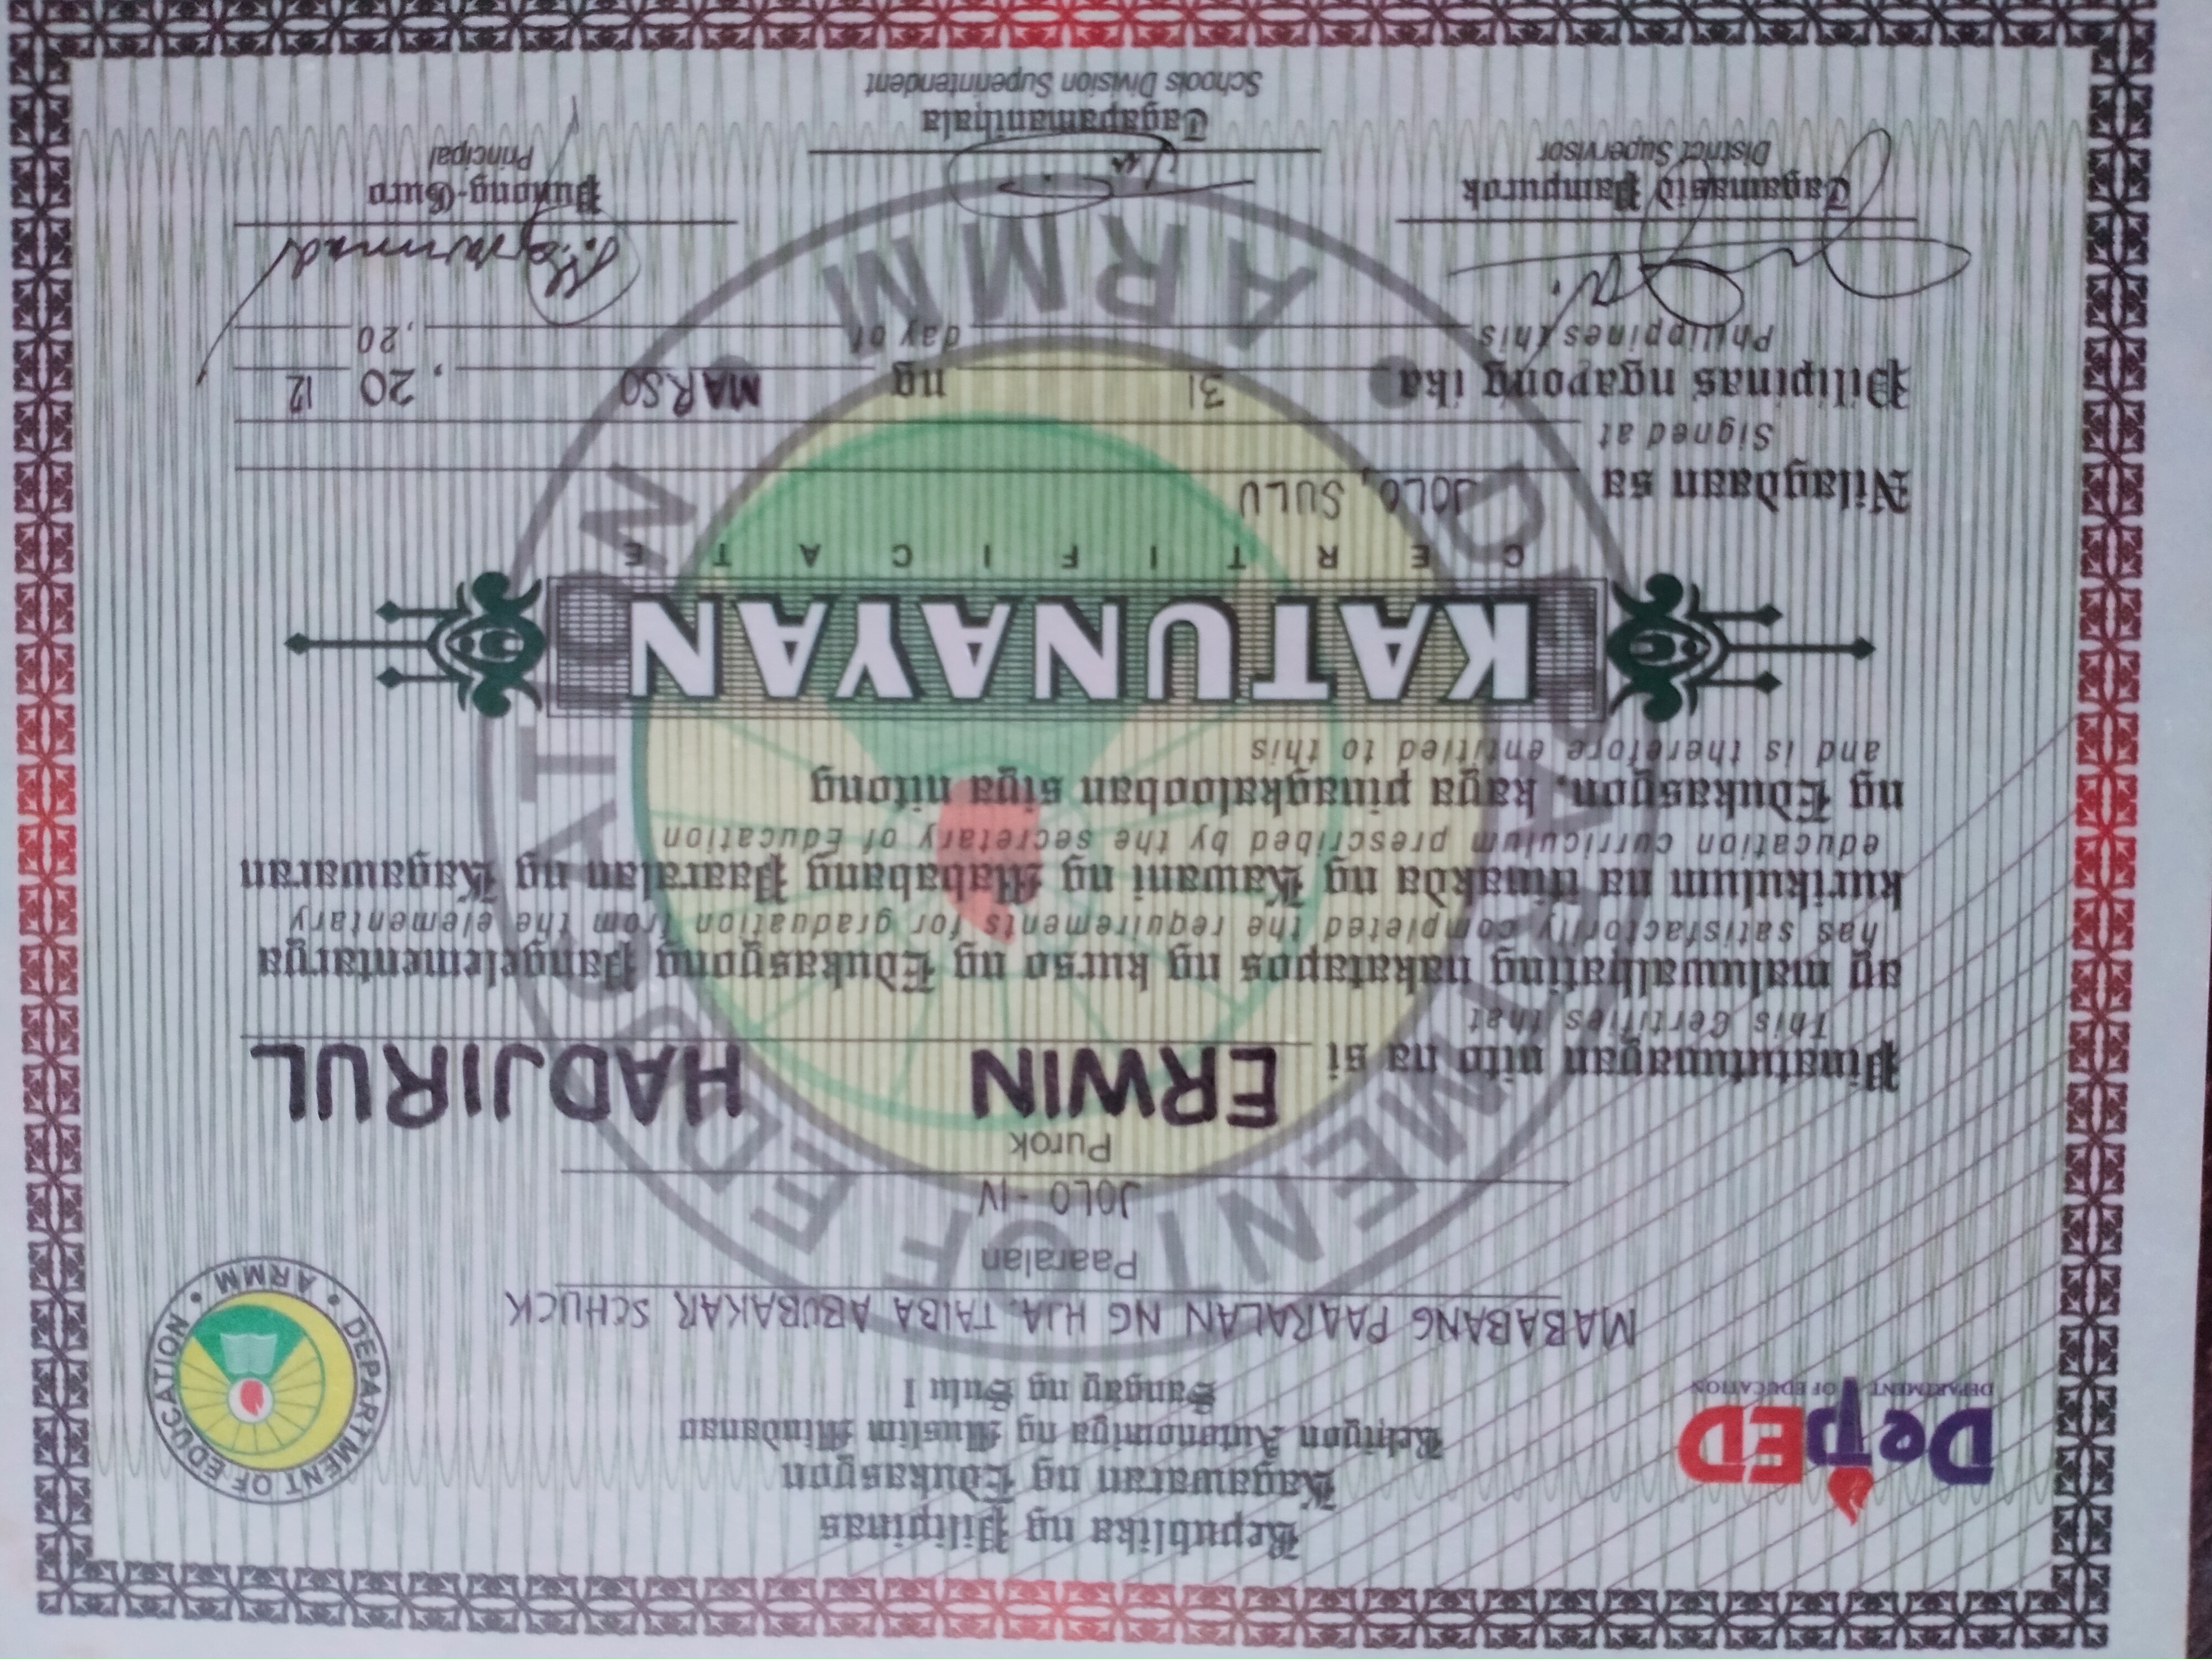 Republika ng Pilipinas
Kagawaran ng Edukasyon
Rehiyon Autonomiya ng Muslim Mindanao
Sangay ng Sulu I
DepED
DEPARTMENT OF EDUCATION
DEPARTMENT OF EDUCATION
• ARMM •
MABABANG PAARALAN NG HJA. TAIBA ABUBAKAR SCHUCK
Paaralan
JOLO - IV
Purok
Pinatutunayan nito na si ERWIN HADJIRUL
This Certifies that
ay maluwalhating nakatapos ng kurso ng Edukasyong Pangelementarya
has satisfactorily completed the requirements for graduation from the elementary
kurikulum na itinakda ng Kawani ng Mababang Paaralan ng Kagawaran
education curriculum prescribed by the secretary of Education
ng Edukasyon, kaya pinagkalooban siya nitong
and is therefore entitled to this
KATUNAYAN
CERTIFICATE
Nilagdaan sa JOLO, SULU
Signed at
Pilipinas ngayong ika 31 ng MARSO, 20 12
Philippines this day of ,20
DEPARTMENT OF EDUCATION
• ARMM •
Tagamasid Pampurok
District Supervisor
Punong-Guro
Principal
Tagapamanihala
Schools Division Superintendent